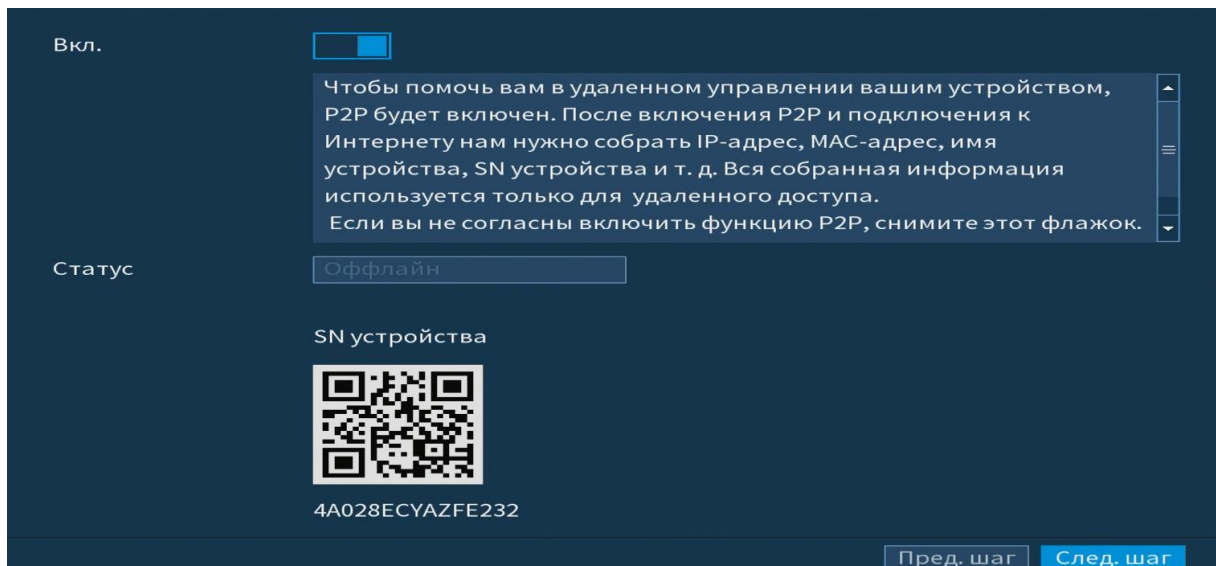 Вкл.
Чтобы помочь вам в удаленном управлении вашим устройством,
P2P будет включен. После включения P2P и подключения к
Интернету нам нужно собрать IP-адрес, MAC-адрес, имя
устройства, SN устройства и т. д. Вся собранная информация
используется только для удаленного доступа.
Если вы не согласны включить функцию P2P, снимите этот флажок.
Статус
Оффлайн
SN устройства
4A028ECYAZFE232
Пред. шаг
След. шаг